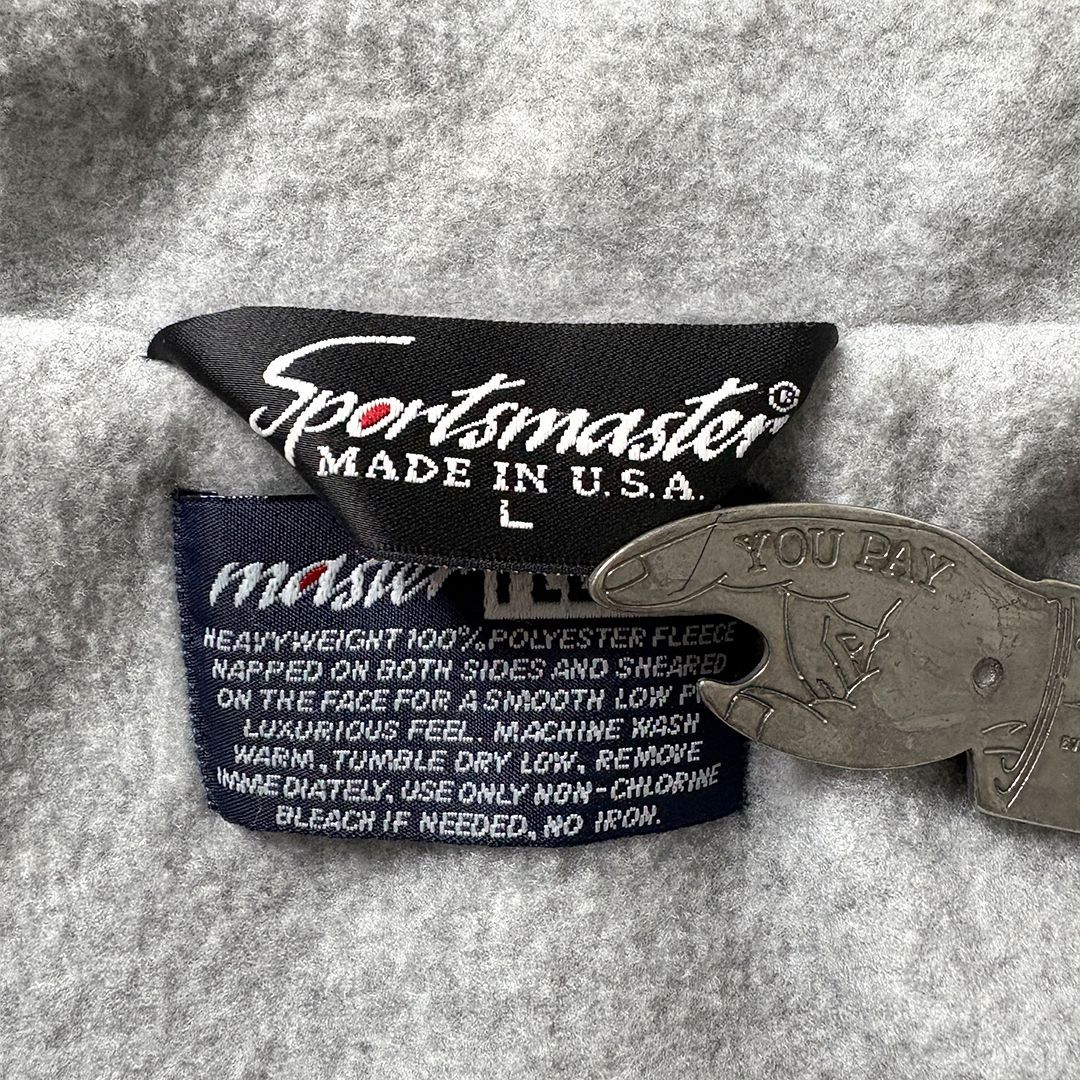 Sportsmaster®
MADE IN U.S.A.
L
master
HEAVYWEIGHT 100% POLYESTER FLEECE
NAPPED ON BOTH SIDES AND SHEARED
ON THE FACE FOR A SMOOTH LOW
LUXURIOUS FEEL. MACHINE WASH
WARM, TUMBLE DRY LOW, REMOVE
IMMEDIATELY, USE ONLY NON-CHLORINE
BLEACH IF NEEDED, NO IRON.
YOU PAY